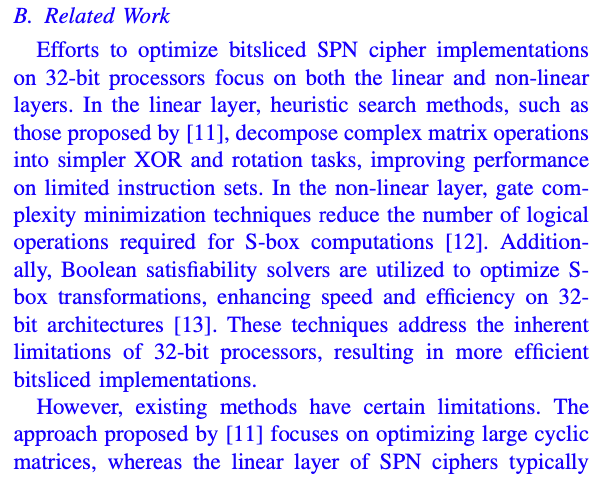 B. Related Work
Efforts to optimize bitsliced SPN cipher implementations
on 32-bit processors focus on both the linear and non-linear
layers. In the linear layer, heuristic search methods, such as
those proposed by [11], decompose complex matrix operations
into simpler XOR and rotation tasks, improving performance
on limited instruction sets. In the non-linear layer, gate com-
plexity minimization techniques reduce the number of logical
operations required for S-box computations [12]. Addition-
ally, Boolean satisfiability solvers are utilized to optimize S-
box transformations, enhancing speed and efficiency on 32-
bit architectures [13]. These techniques address the inherent
limitations of 32-bit processors, resulting in more efficient
bitsliced implementations.
However, existing methods have certain limitations. The
approach proposed by [11] focuses on optimizing large cyclic
matrices, whereas the linear layer of SPN ciphers typically